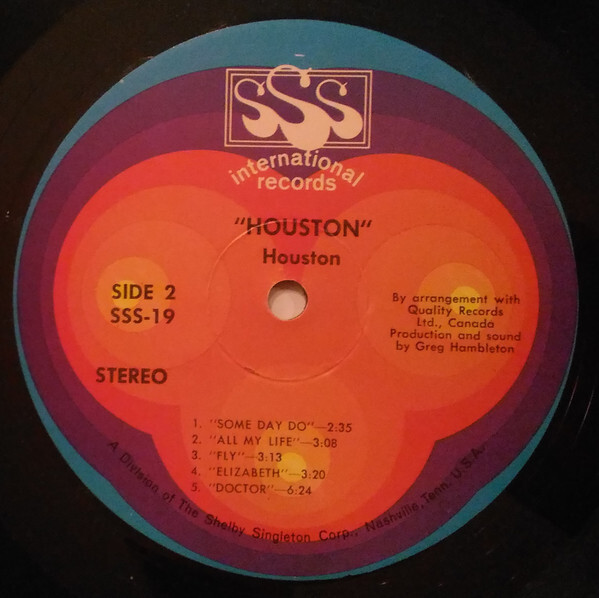 SSS
international
records
"HOUSTON"
Houston
SIDE 2
SSS-19
STEREO
By arrangement with
Quality Records
Ltd., Canada
Production and sound
by Greg Hambleton
1. "SOME DAY DO"—2:35
2. "ALL MY LIFE"—3:08
3. "FLY"—3:13
4. "ELIZABETH"—3:20
5. "DOCTOR"—6:24
A Division of The Shelby Singleton Corp., Nashville, Tenn. U.S.A.